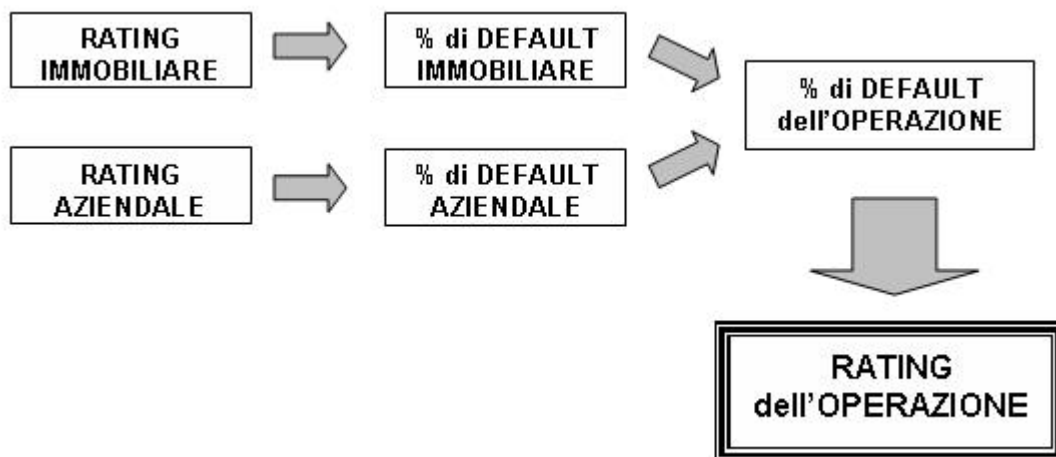 RATING
IMMOBILIARE
% di DEFAULT
IMMOBILIARE
% di DEFAULT
dell'OPERAZIONE
RATING
AZIENDALE
% di DEFAULT
AZIENDALE
RATING
dell'OPERAZIONE